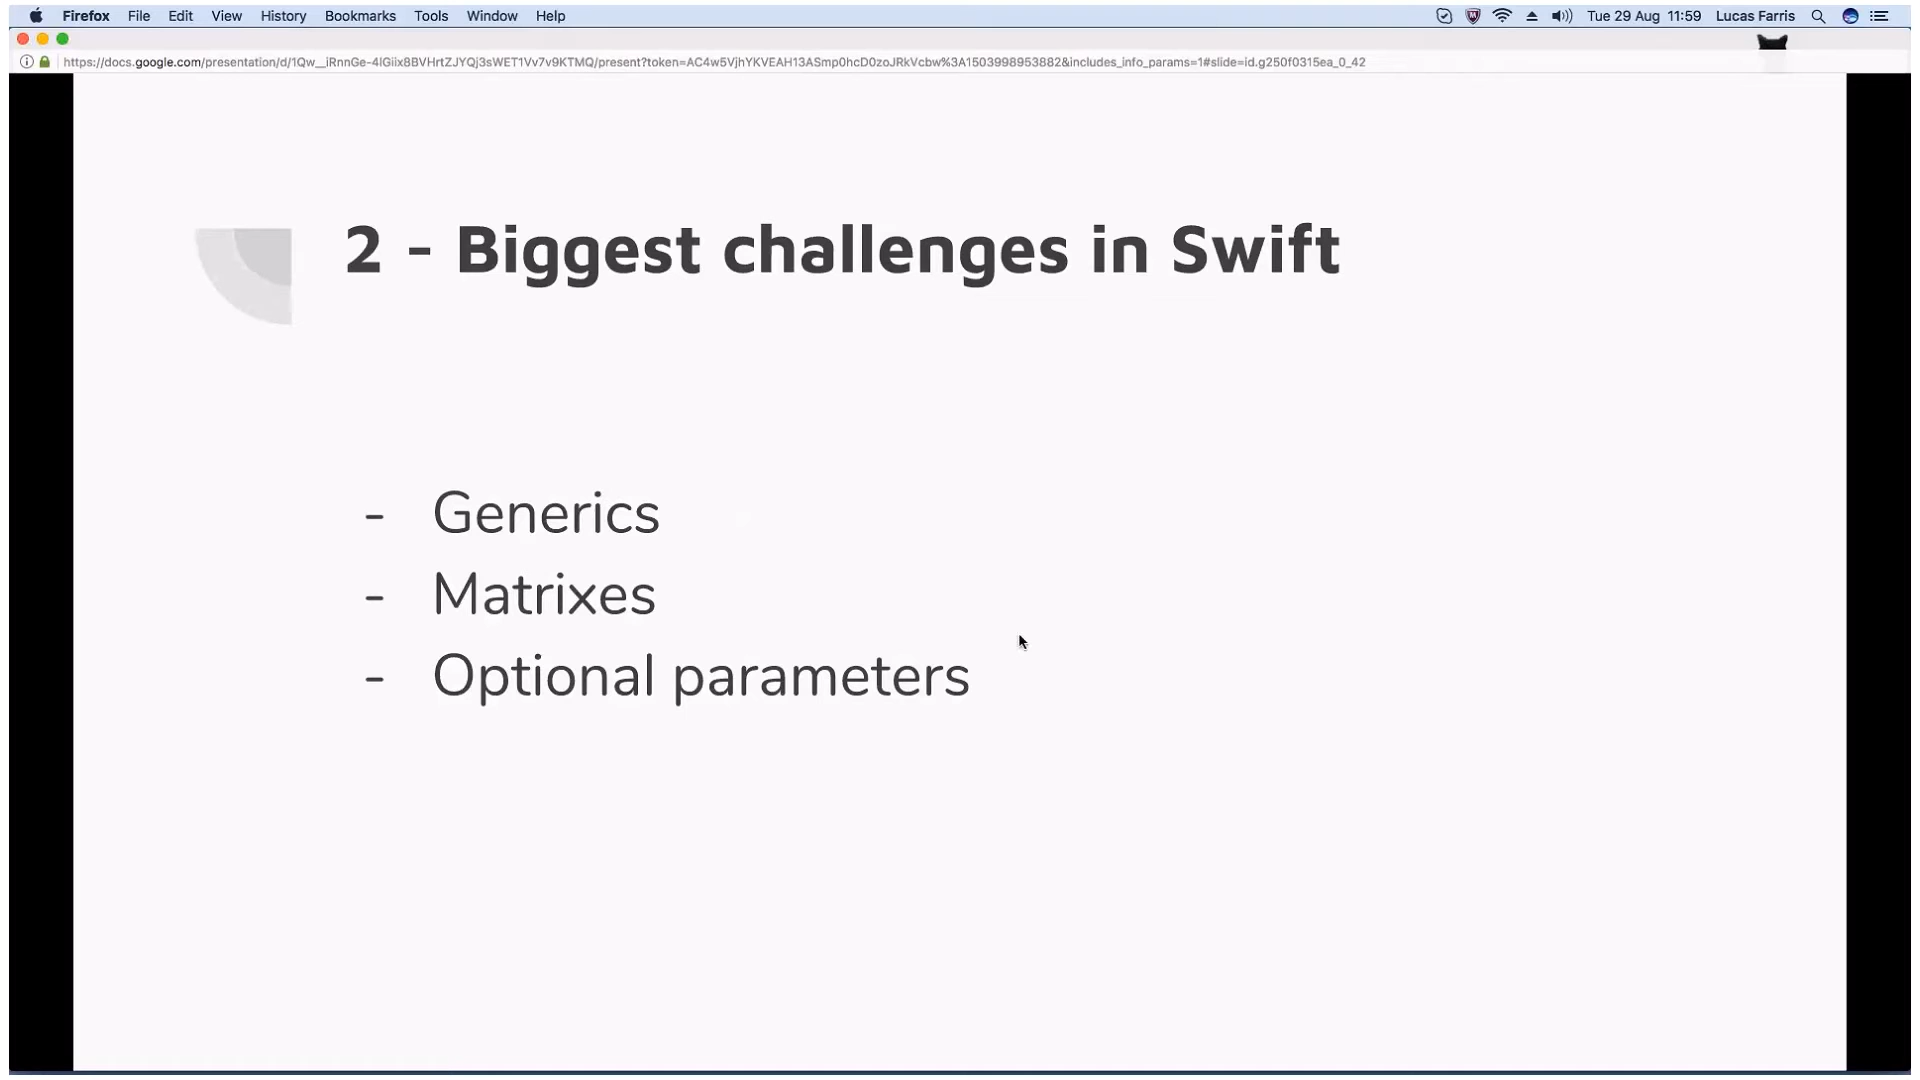 Firefox File Edit View History Bookmarks Tools Window Help Tue 29 Aug 11:59 Lucas Farris
https://docs.google.com/presentation/d/1Qw__iRnnGe-4lGiix8BVHrtZJYQj3sWET1Vv7v9KTMQ/present?token=AC4w5VjhYKVEAH13ASmp0hcD0zoJRkVcbw%3A1503998953882&includes_info_params=1#slide=id.g250f0315ea_0_42
2 - Biggest challenges in Swift
- Generics
- Matrixes
- Optional parameters